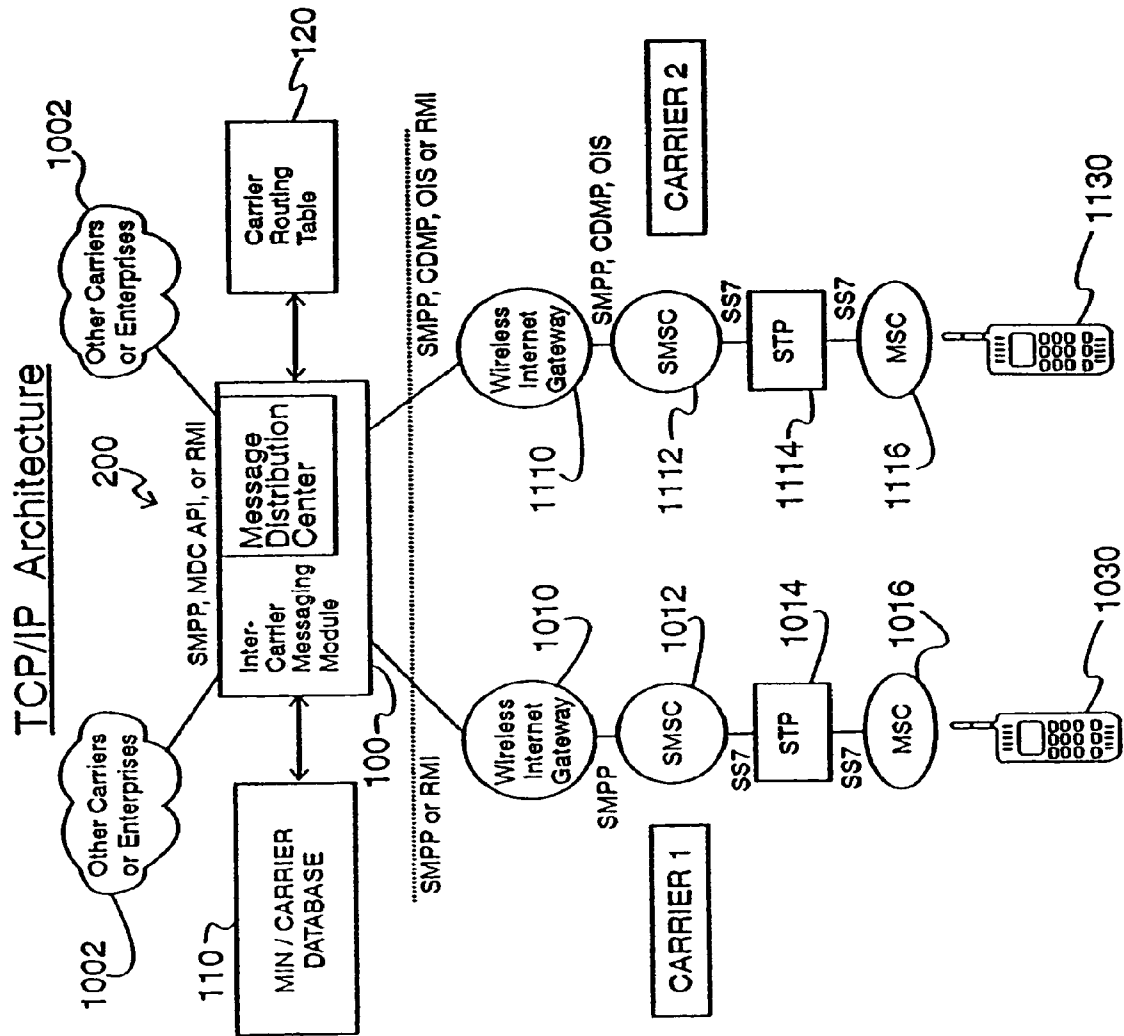 TCP/IP Architecture
200
1002
1002
Other Carriers
or Enterprises
Other Carriers
or Enterprises
SMPP, MDC API, or RMI
110
MIN / CARRIER
DATABASE
Inter-
Carrier
Messaging
Module
Message
Distribution
Center
Carrier
Routing
Table
120
100
SMPP or RMI
SMPP, CDMP, OIS or RMI
Wireless
Internet
Gateway
1010
Wireless
Internet
Gateway
1110
SMPP
SMPP, CDMP, OIS
CARRIER 1
SMSC
1012
SMSC
1112
CARRIER 2
SS7
SS7
STP
1014
STP
1114
SS7
SS7
MSC
1016
MSC
1116
1030
1130